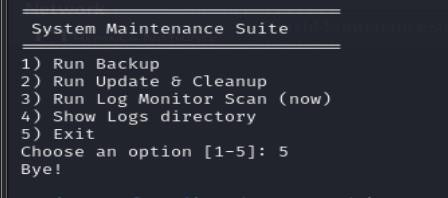 System Maintenance Suite
1) Run Backup
2) Run Update & Cleanup
3) Run Log Monitor Scan (now)
4) Show Logs directory
5) Exit
Choose an option [1-5]: 5
Bye!